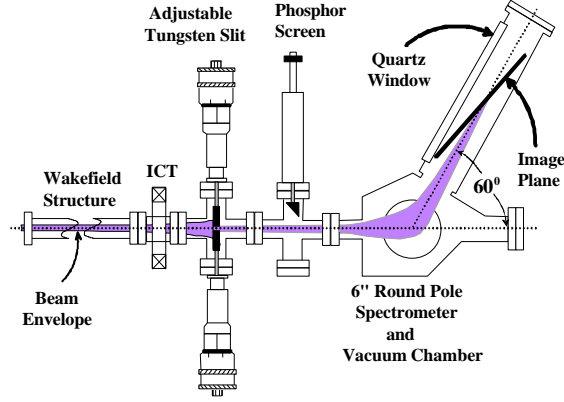 Adjustable
Tungsten Slit
Phosphor
Screen
Quartz
Window
Wakefield
Structure
ICT
Image
Plane
60⁰
Beam
Envelope
6" Round Pole
Spectrometer
and
Vacuum Chamber